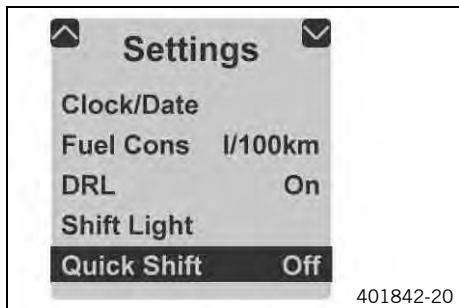 Settings
Clock/Date
Fuel Cons l/100km
DRL On
Shift Light
Quick Shift Off
401842-20